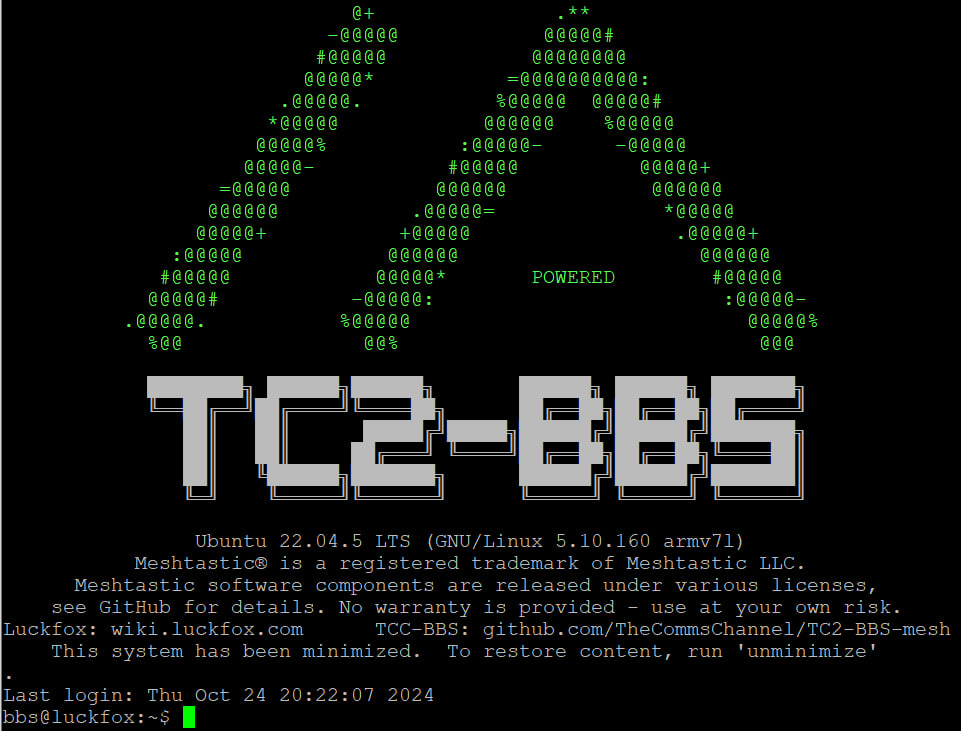 POWERED
TC2-BBS
Ubuntu 22.04.5 LTS (GNU/Linux 5.10.160 armv7l)
Meshtastic® is a registered trademark of Meshtastic LLC.
Meshtastic software components are released under various licenses,
see GitHub for details. No warranty is provided - use at your own risk.
Luckfox: wiki.luckfox.com TCC-BBS: github.com/TheCommsChannel/TC2-BBS-mesh
This system has been minimized. To restore content, run 'unminimize'
.
Last login: Thu Oct 24 20:22:07 2024
bbs@luckfox:~$